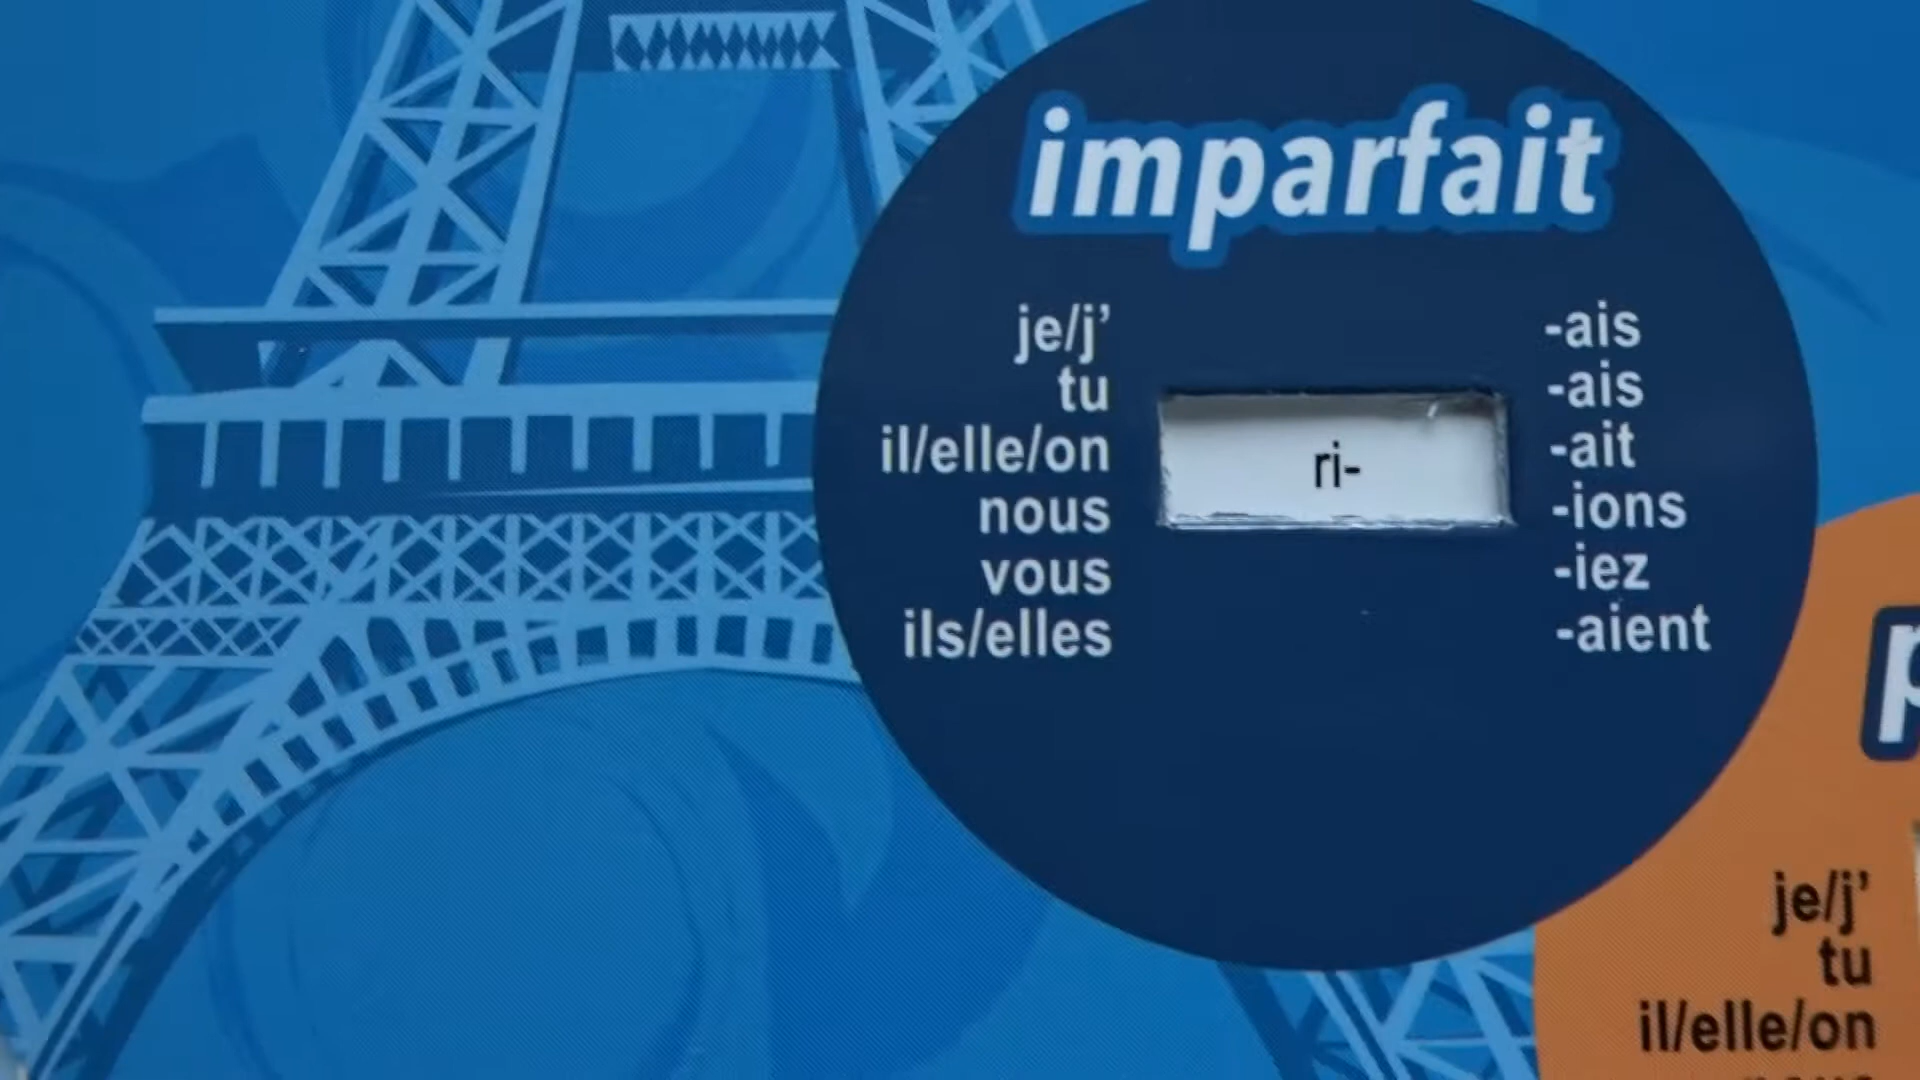 imparfait
je/j' -ais
tu -ais
il/elle/on ri- -ait
nous -ions
vous -iez
ils/elles -aient
je/j'
tu
il/elle/on